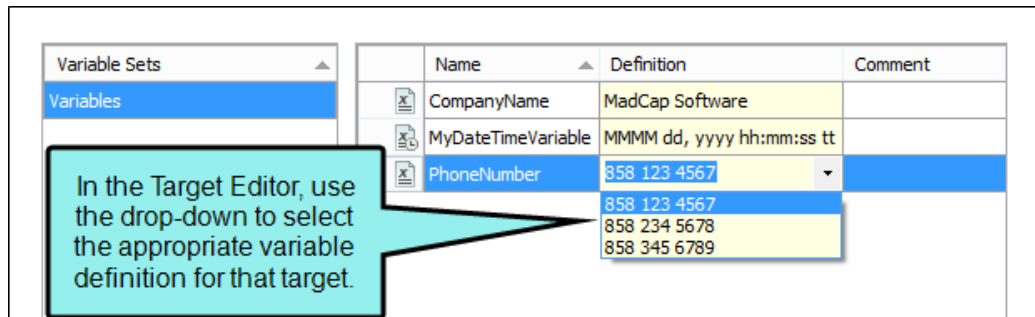 Variable Sets
Name Definition Comment
Variables
CompanyName MadCap Software
MyDateTimeVariable MMMM dd, yyyy hh:mm:ss tt
PhoneNumber 858 123 4567
858 123 4567
858 234 5678
858 345 6789
In the Target Editor, use
the drop-down to select
the appropriate variable
definition for that target.